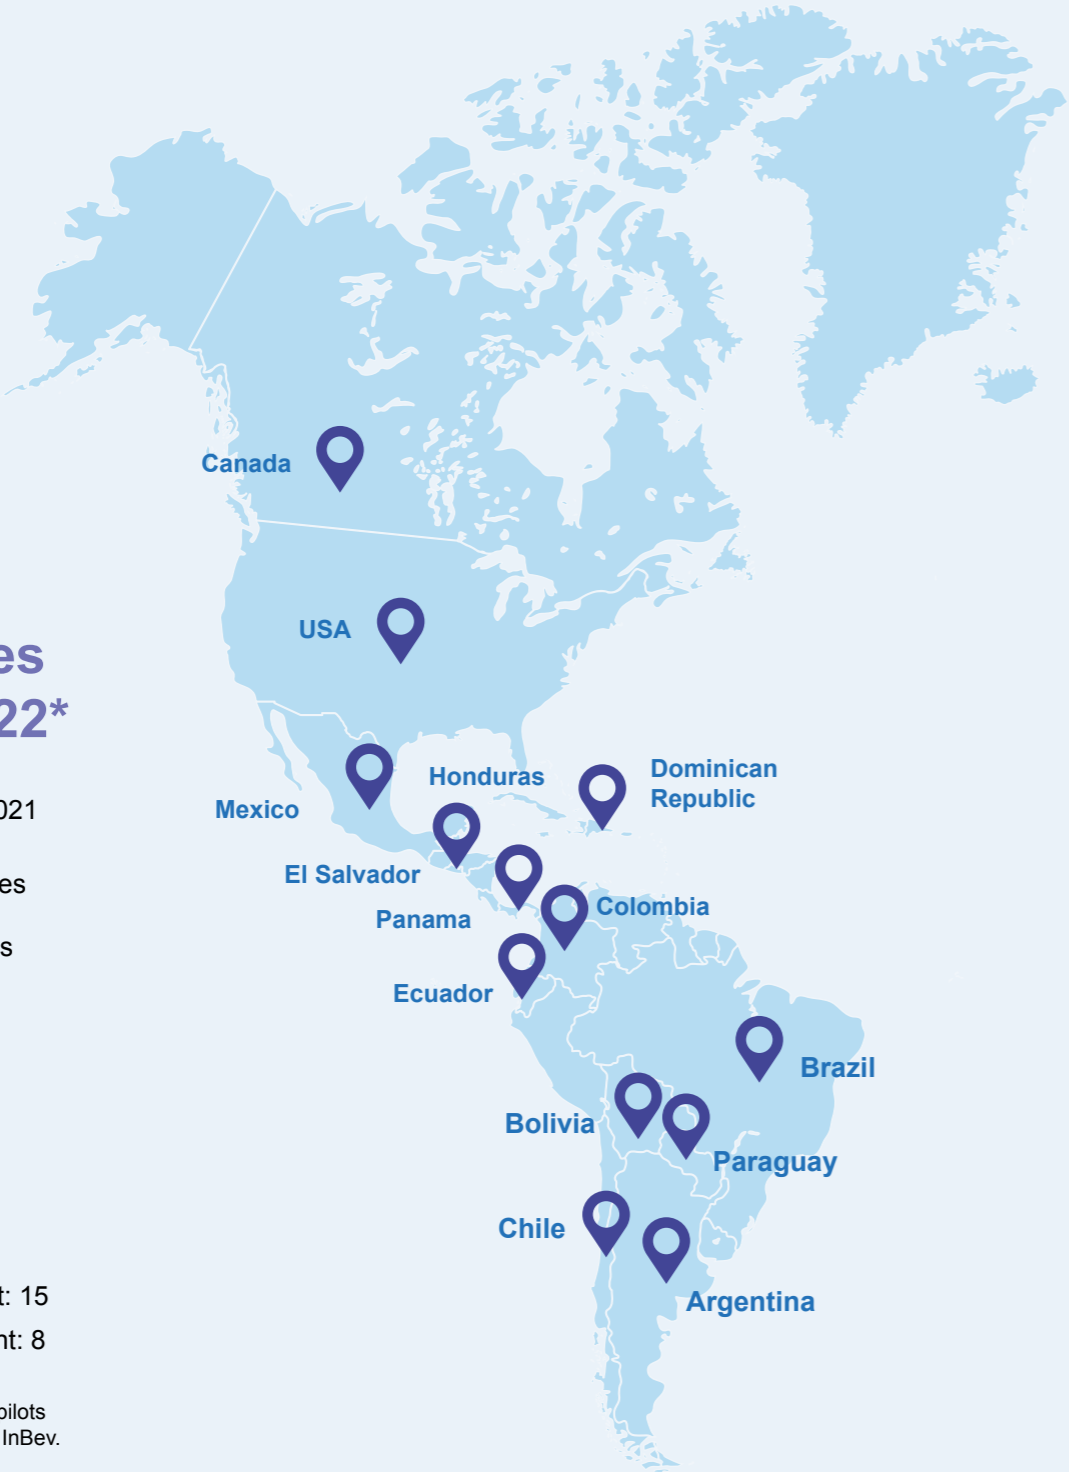 es
22*
021
es
s
t: 15
nt: 8
pilots
InBev.
Canada
USA
Mexico
Honduras
Dominican
Republic
El Salvador
Panama
Colombia
Ecuador
Brazil
Bolivia
Paraguay
Chile
Argentina